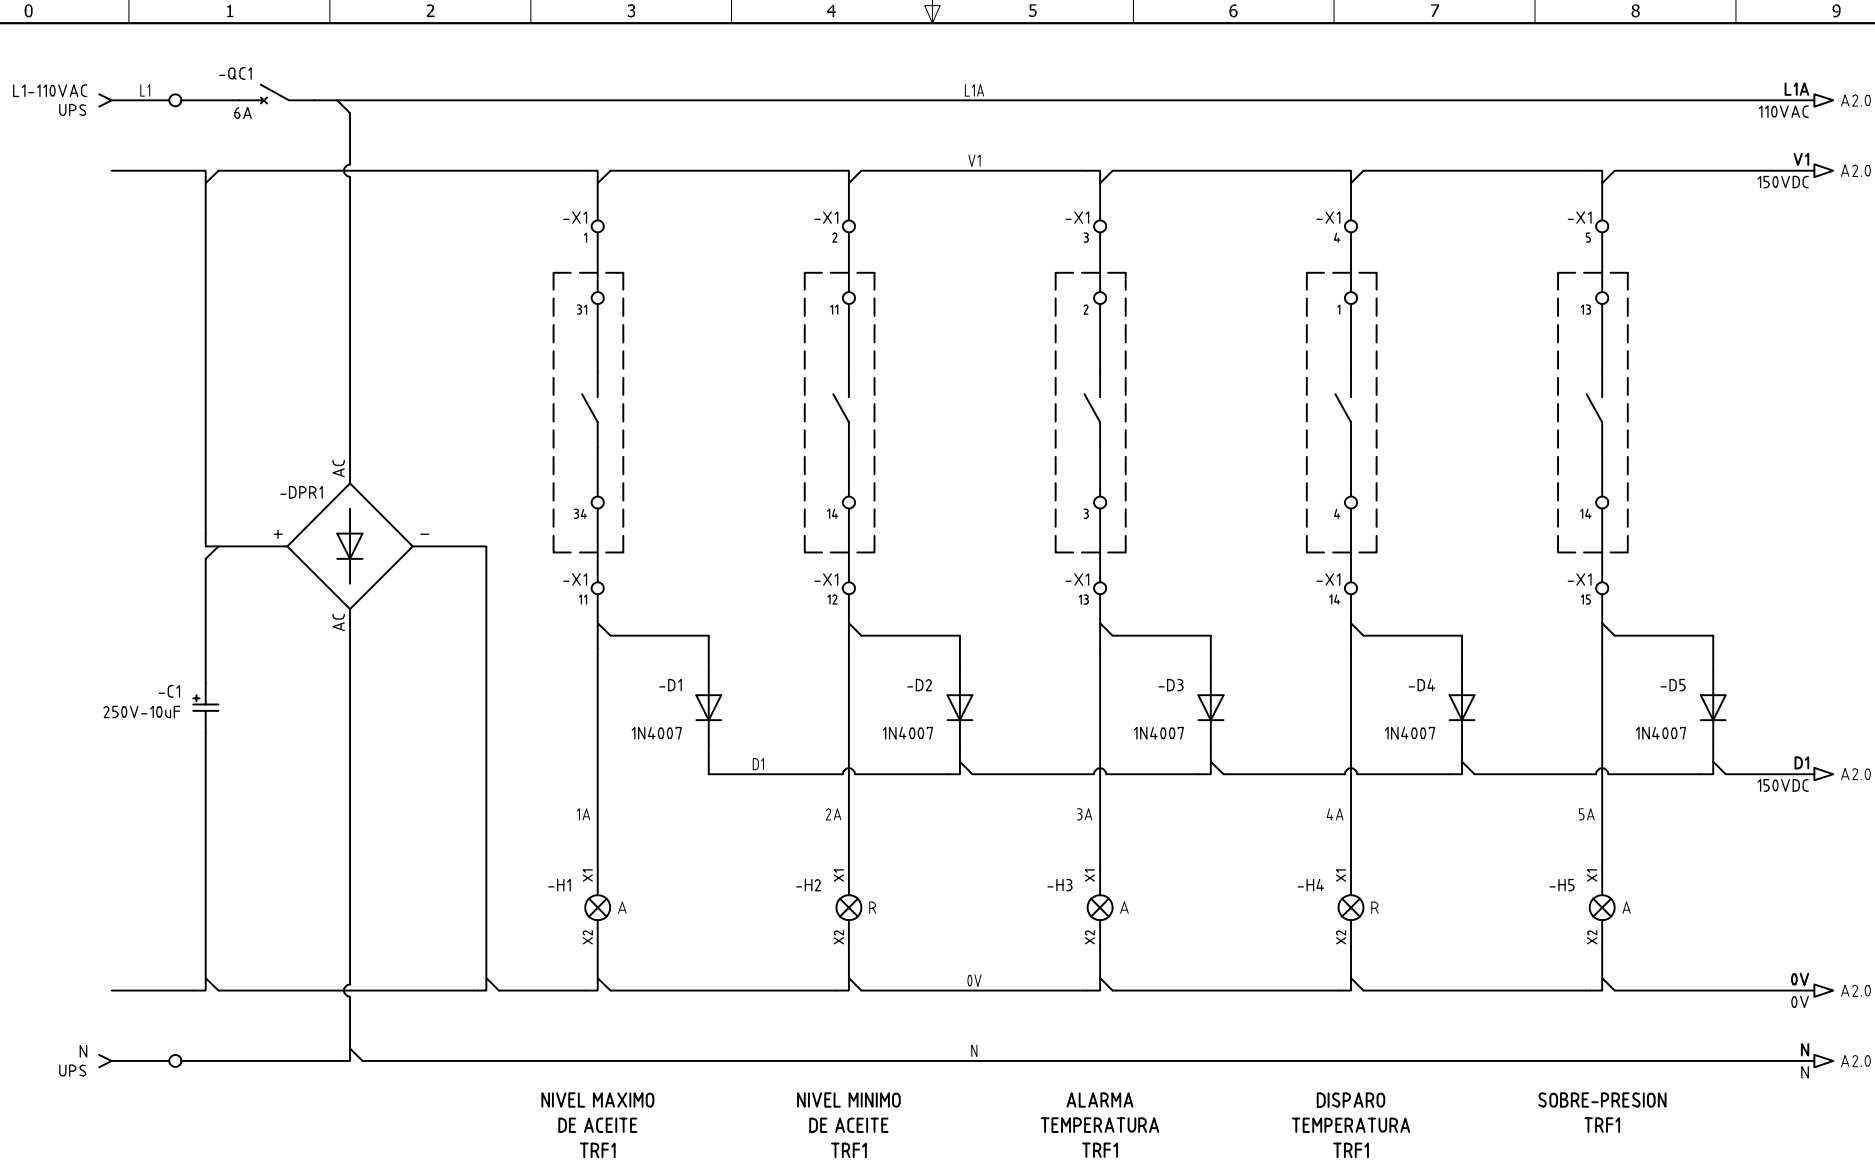 0 1 2 3 4 5 6 7 8 9
-QC1
L1-110VAC L1 L1A L1A A2.0
UPS 6A 110VAC
V1 V1 A2.0
150VDC
-X1 -X1 -X1 -X1 -X1
1 2 3 4 5
31 11 2 1 13
AC
-DPR1
34 14 3 4 14
+ -
-X1 -X1 -X1 -X1 -X1
11 12 13 14 15
AC
-C1 + -D1 -D2 -D3 -D4 -D5
250V-10uF
1N4007 1N4007 1N4007 1N4007 1N4007
D1 D1 A2.0
150VDC
1A 2A 3A 4A 5A
X1 X1 X1 X1 X1
-H1 -H2 -H3 -H4 -H5
A R A R A
X2 X2 X2 X2 X2
0V 0V A2.0
0V
N N N A2.0
UPS N
NIVEL MAXIMO NIVEL MINIMO ALARMA DISPARO SOBRE-PRESION
DE ACEITE DE ACEITE TEMPERATURA TEMPERATURA TRF1
TRF1 TRF1 TRF1 TRF1